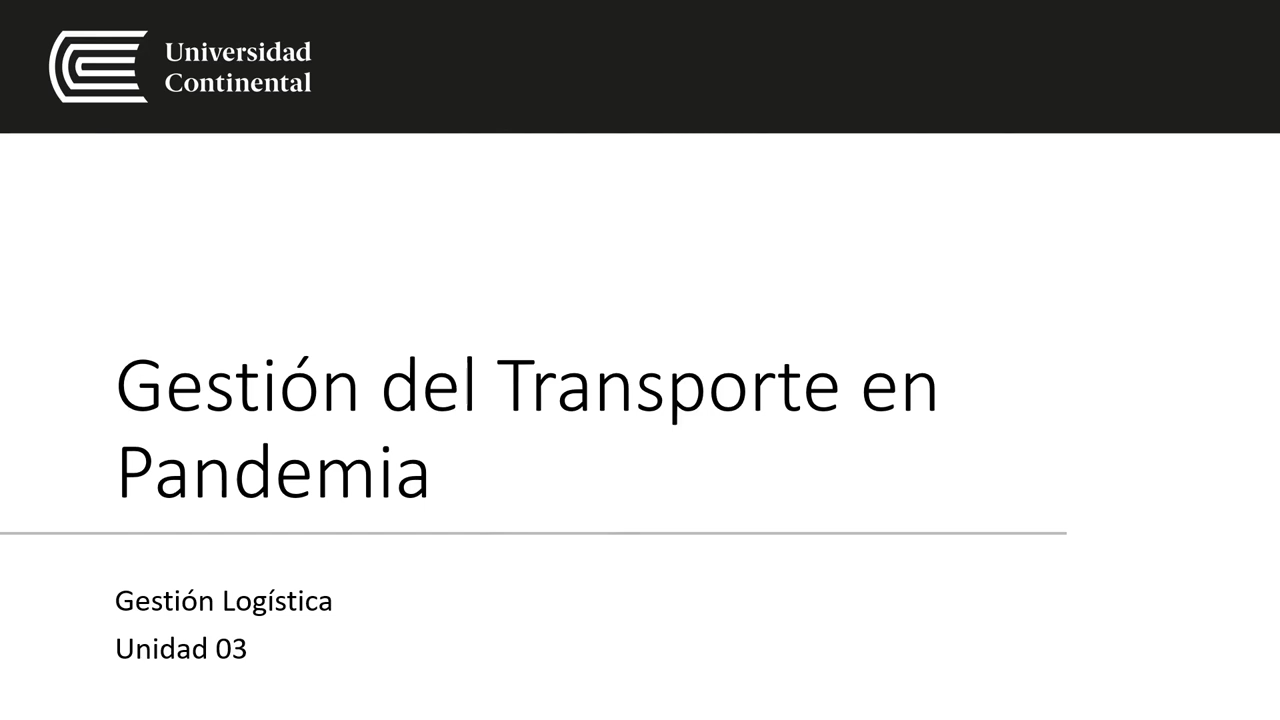 Universidad
Continental
Gestión del Transporte en
Pandemia
Gestión Logística
Unidad 03